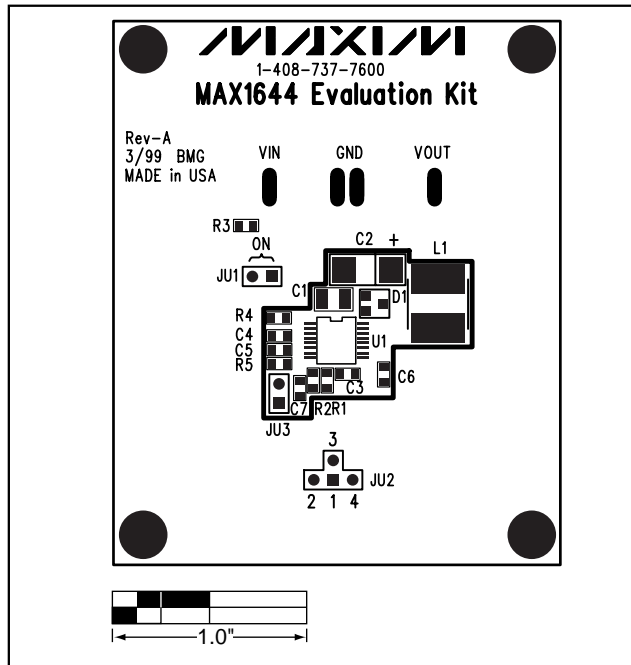 MAXIM
1-408-737-7600
MAX1644 Evaluation Kit
Rev-A
3/99 BMG
MADE in USA
VIN
GND
VOUT
R3
ON
JU1
C2
+
L1
C1
D1
R4
C4
C5
R5
U1
C3
C6
C7
R2R1
JU3
3
JU2
2 1 4
1.0"